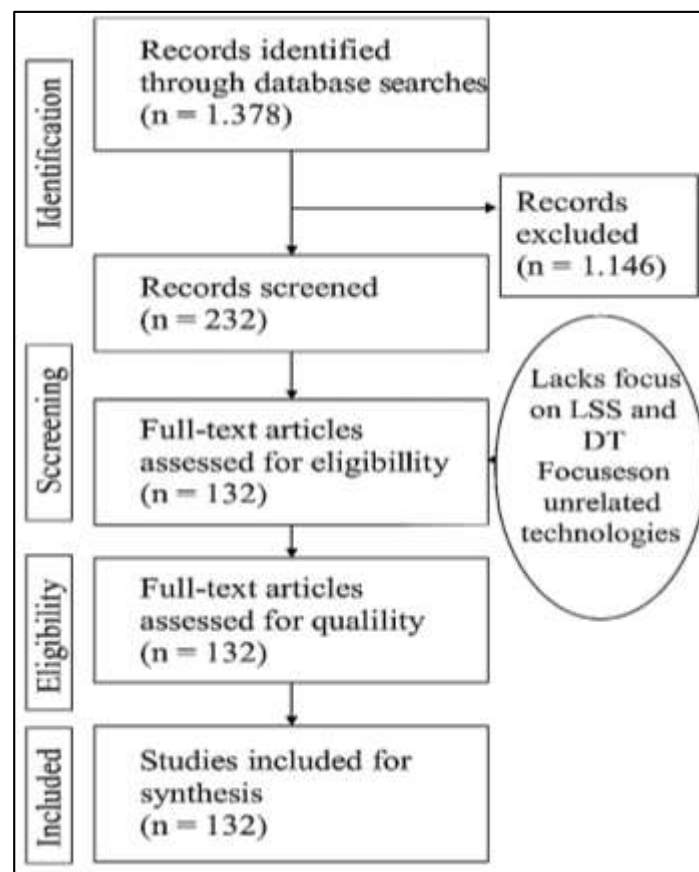 Identification
Records identified
through database searches
(n = 1.378)
Records
excluded
(n = 1.146)
Records screened
(n = 232)
Sccreening
Full-text articles
assessed for eligibillity
(n = 132)
Lacks focus
on LSS and
DT
Focuseson
unrelated
technologies
Eligibility
Full-text articles
assessed for qualility
(n = 132)
Included
Studies included for
synthesis
(n = 132)